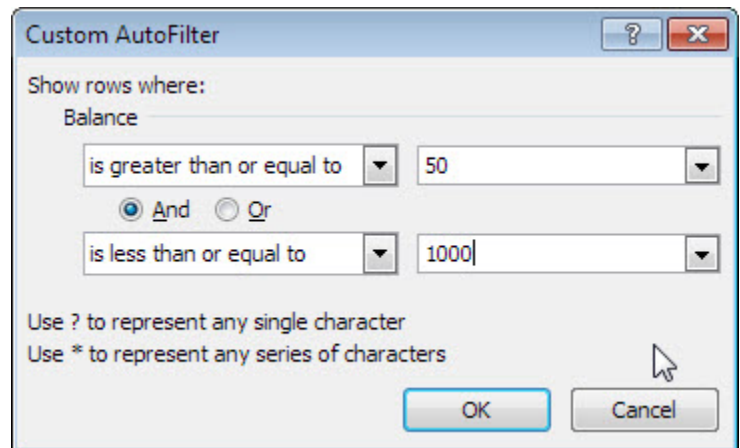 Custom AutoFilter ?
Show rows where:
Balance
is greater than or equal to 50
And Or
is less than or equal to 1000
Use ? to represent any single character
Use * to represent any series of characters
OK Cancel